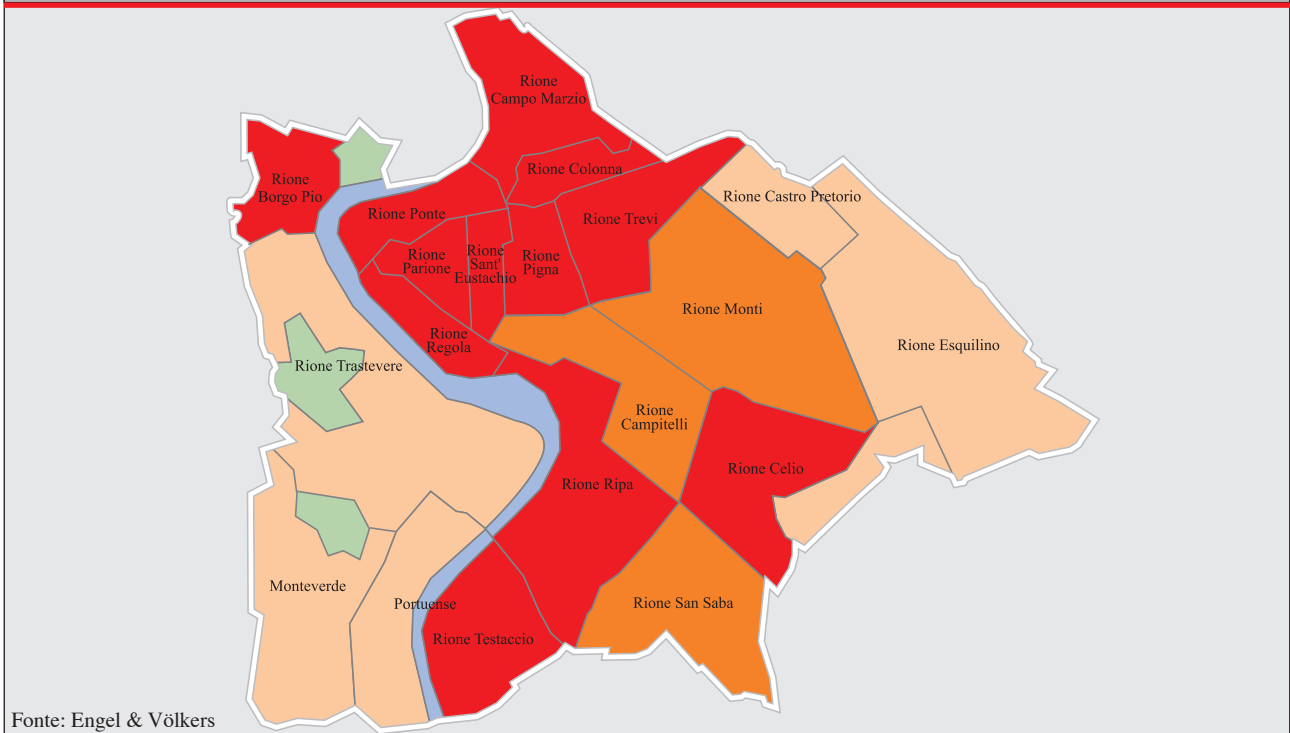 Rione
Campo Marzio
Rione Colonna
Rione
Borgo Pio
Rione Castro Pretorio
Rione Ponte
Rione Trevi
Rione
Parione
Rione
Sant'
Eustachio
Rione
Pigna
Rione Monti
Rione
Regola
Rione Esquilino
Rione Trastevere
Rione
Campitelli
Rione Celio
Rione Ripa
Monteverde
Portuense
Rione San Saba
Rione Testaccio
Fonte: Engel & Völkers